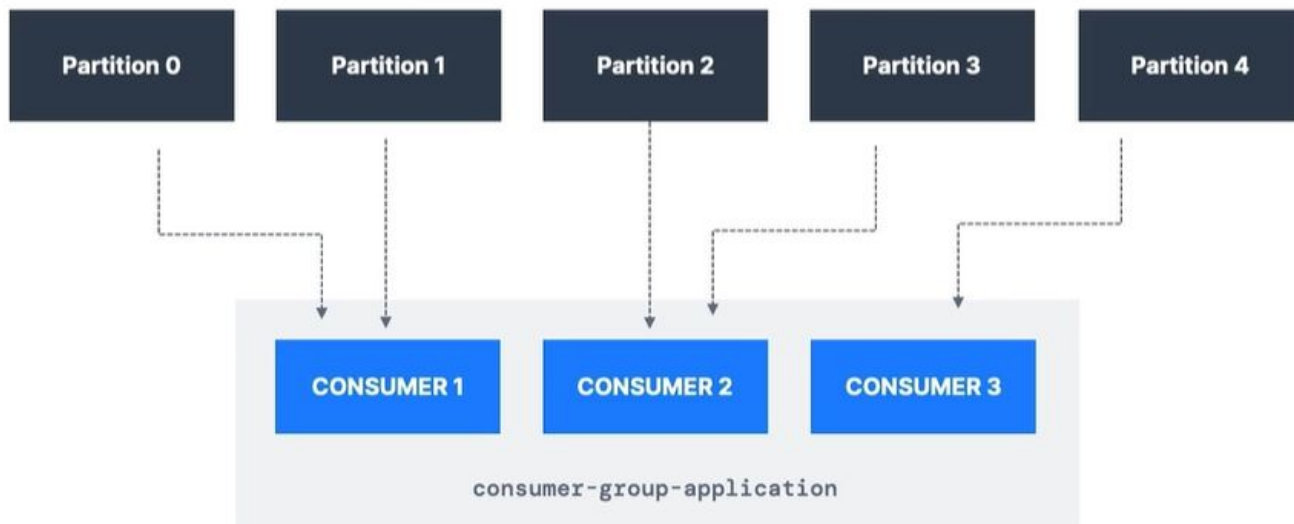 Partition 0
Partition 1
Partition 2
Partition 3
Partition 4
CONSUMER 1
CONSUMER 2
CONSUMER 3
consumer-group-application